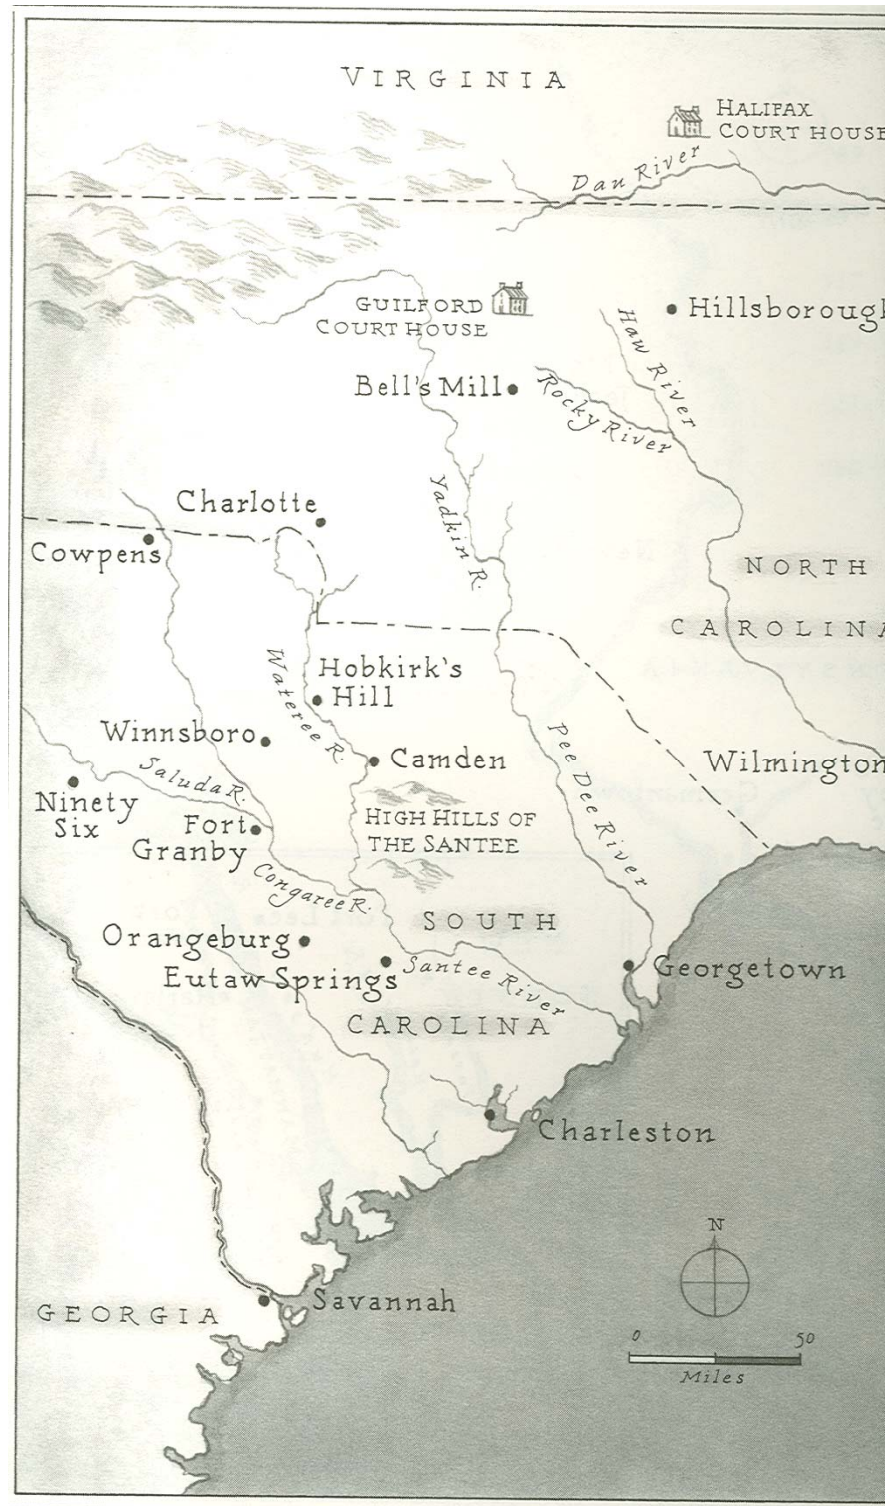 VIRGINIA
HALIFAX
COURT HOUSE
Dan River
GUILFORD
COURT HOUSE
Hillsboroug
Haw River
Bell's Mill
Rocky River
Yadkin R.
Charlotte
Cowpens
NORTH
CAROLINA
Hobkirk's
Hill
Wateree R.
Winnsboro
Pee Dee River
Camden
Wilmington
Saluda R.
Ninety
Six
Fort
Granby
HIGH HILLS OF
THE SANTEE
Congaree R.
SOUTH
Orangeburg
Eutaw Springs
Santee River
Georgetown
CAROLINA
Charleston
N
Savannah
GEORGIA
0 50
Miles